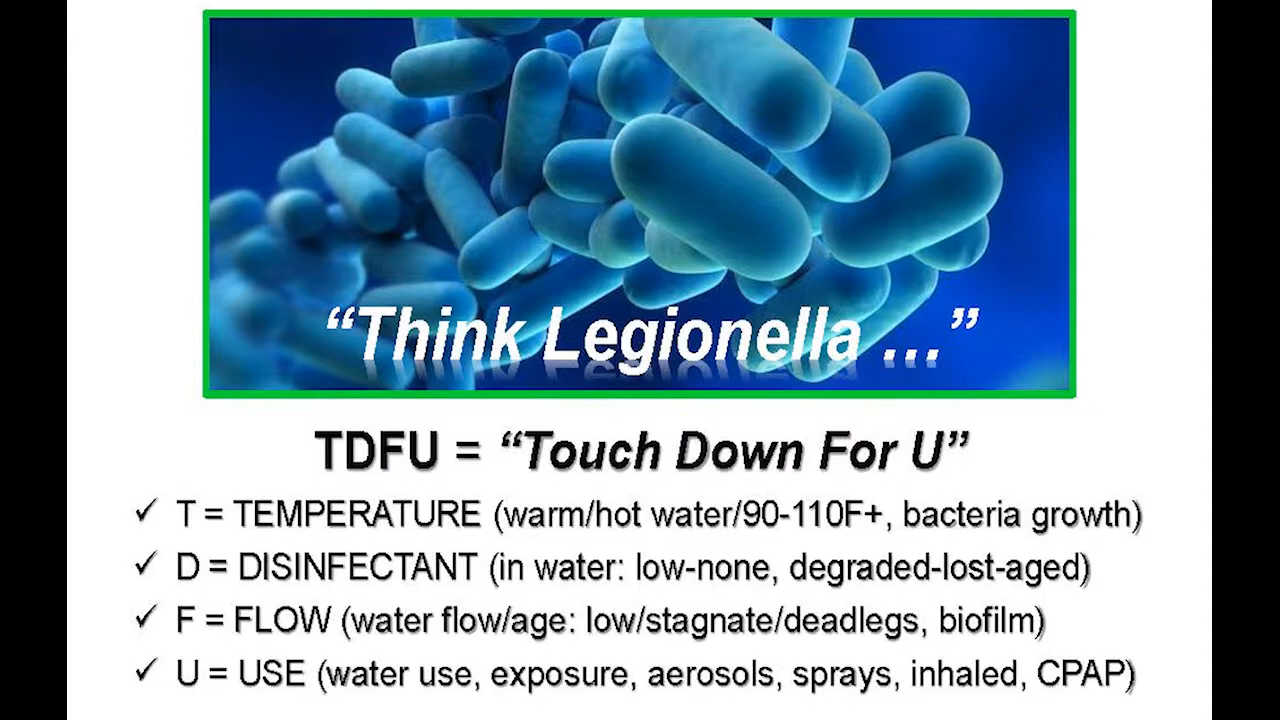 “Think Legionella ...”
TDFU = “Touch Down For U”
✓ T = TEMPERATURE (warm/hot water/90-110F+, bacteria growth)
✓ D = DISINFECTANT (in water: low-none, degraded-lost-aged)
✓ F = FLOW (water flow/age: low/stagnate/deadlegs, biofilm)
✓ U = USE (water use, exposure, aerosols, sprays, inhaled, CPAP)